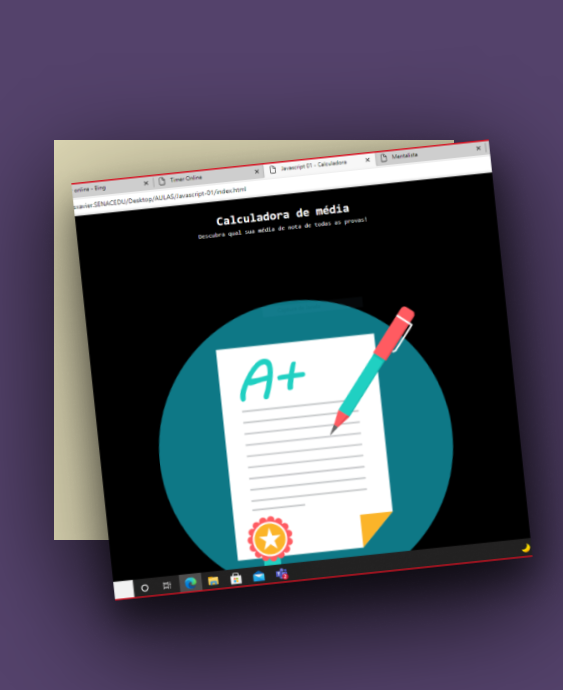 online - Bing
Timer Online
Javascript 01 - Calculadora
Mentalista
xavier.SENACEDU/Desktop/AULAS/Javascript-01/index.html
Calculadora de média
Descubra qual sua média de nota de todas as provas!
A+